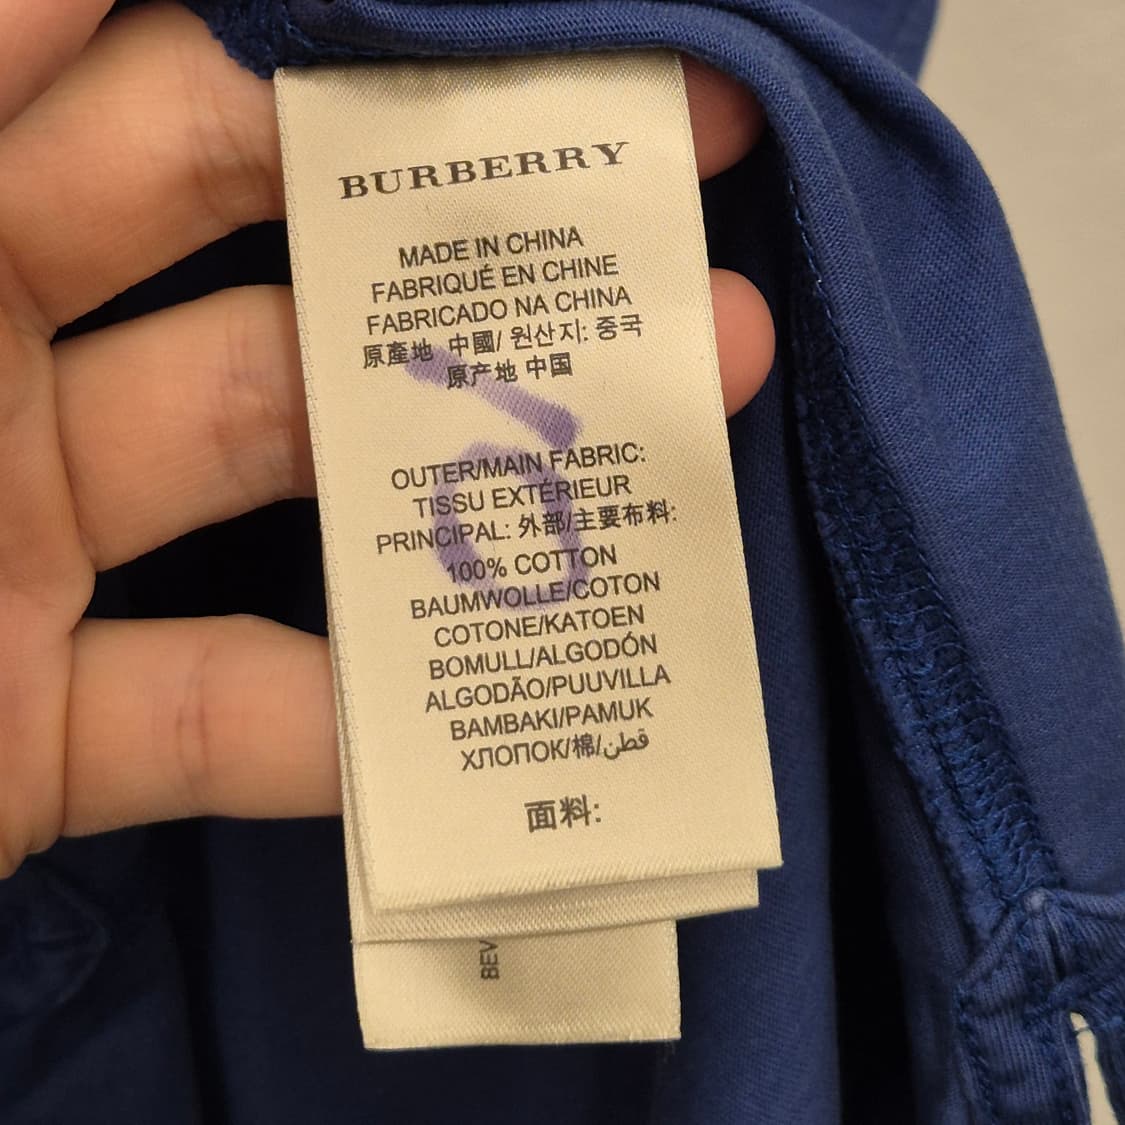 BURBERRY
MADE IN CHINA
FABRIQUÉ EN CHINE
FABRICADO NA CHINA
原產地 中國/ 원산지: 중국
原产地 中国
OUTER/MAIN FABRIC:
TISSU EXTÉRIEUR
PRINCIPAL: 外部/主要布料:
100% COTTON
BAUMWOLLE/COTON
COTONE/KATOEN
BOMULL/ALGODÓN
ALGODÃO/PUUVILLA
BAMBAKI/PAMUK
ХЛОПОК/棉/قطن
面料:
BEV